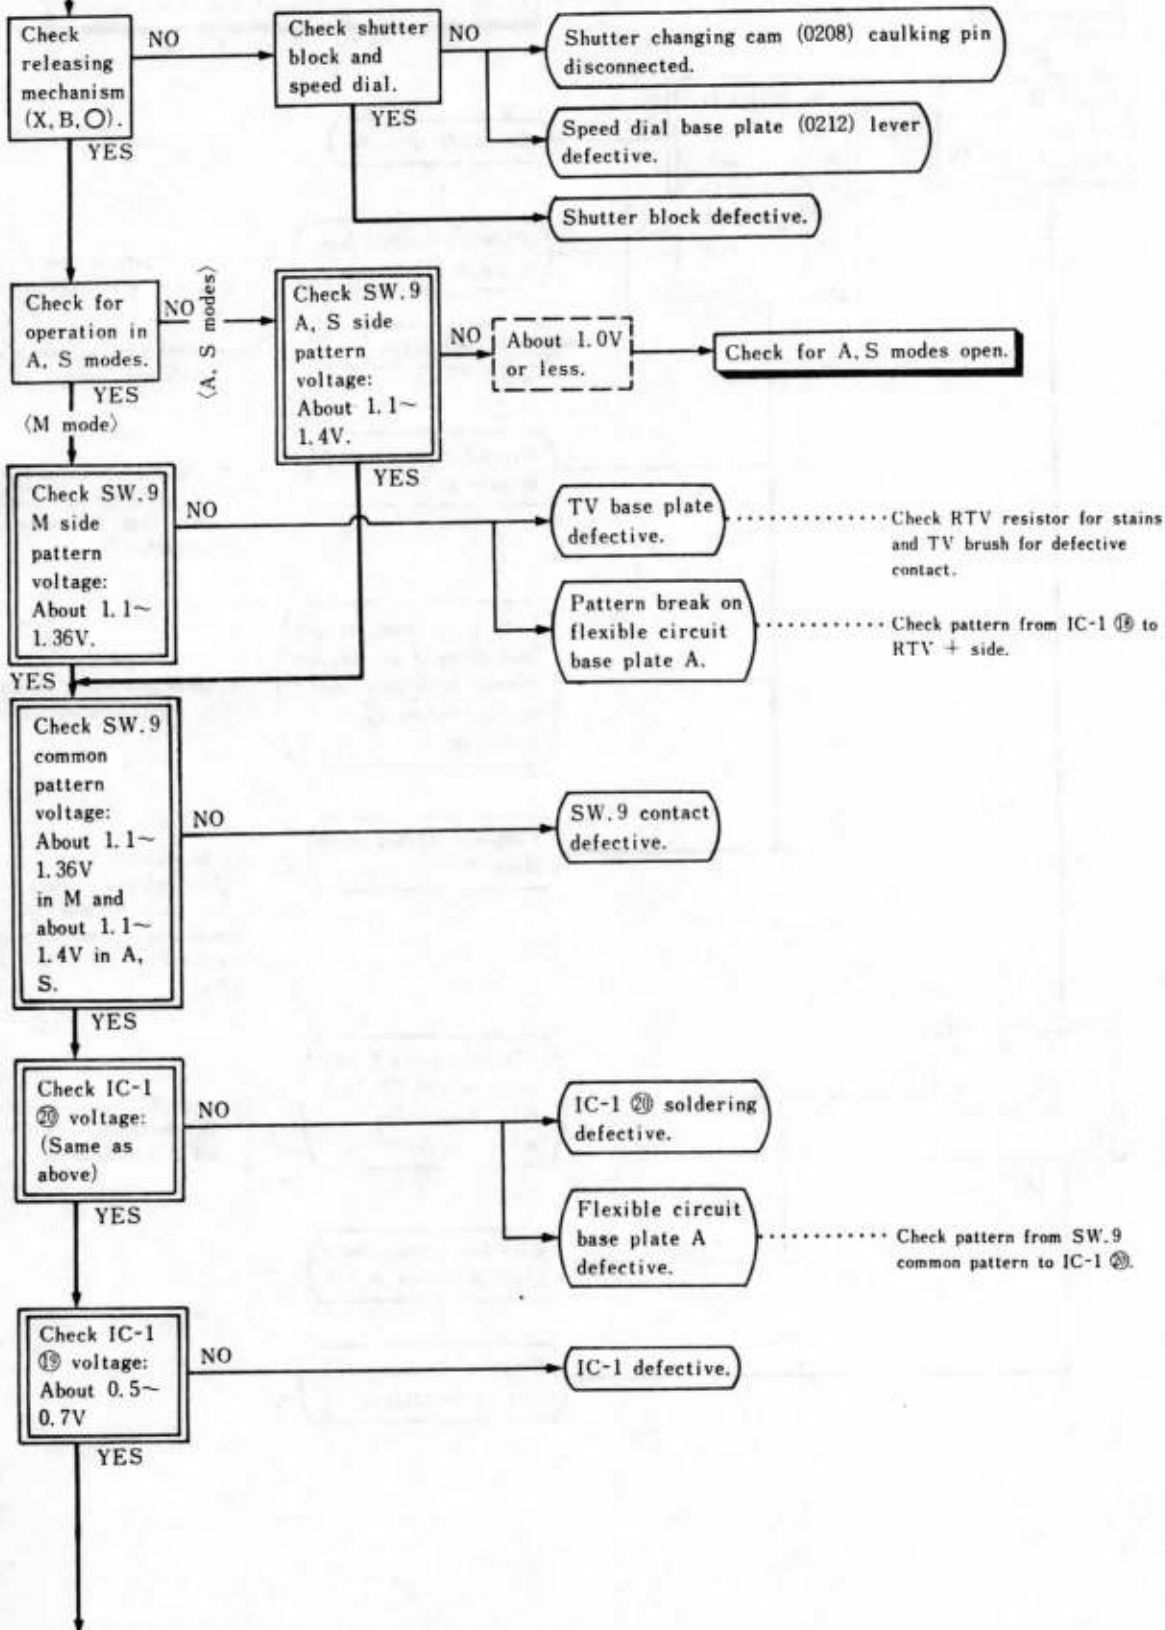 Check
releasing
mechanism
(X, B, ○).
NO
YES
Check shutter
block and
speed dial.
NO
YES
Shutter changing cam (0208) caulking pin
disconnected.
Speed dial base plate (0212) lever
defective.
Shutter block defective.
Check for
operation in
A, S modes.
NO
〈A, S modes〉
YES
〈M mode〉
Check SW.9
A, S side
pattern
voltage:
About 1.1~
1.4V.
NO
YES
About 1.0V
or less.
Check for A, S modes open.
Check SW.9
M side
pattern
voltage:
About 1.1~
1.36V.
NO
YES
TV base plate
defective.
Check RTV resistor for stains
and TV brush for defective
contact.
Pattern break on
flexible circuit
base plate A.
Check pattern from IC-1 ⑱ to
RTV + side.
Check SW.9
common
pattern
voltage:
About 1.1~
1.36V
in M and
about 1.1~
1.4V in A,
S.
NO
YES
SW.9 contact
defective.
Check IC-1
⑳ voltage:
(Same as
above)
NO
YES
IC-1 ⑳ soldering
defective.
Flexible circuit
base plate A
defective.
Check pattern from SW.9
common pattern to IC-1 ⑳.
Check IC-1
⑲ voltage:
About 0.5~
0.7V
NO
YES
IC-1 defective.